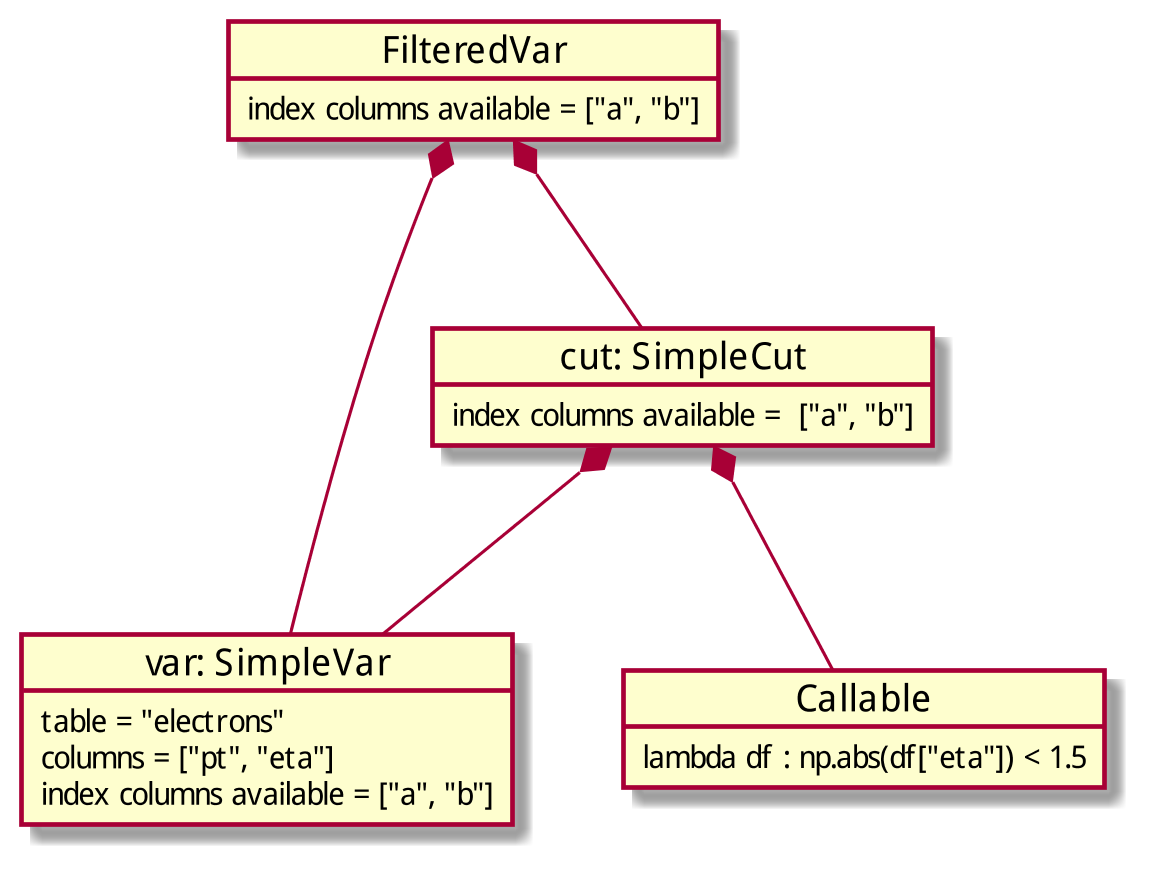 FilteredVar
index columns available = ["a", "b"]
cut: SimpleCut
index columns available =  ["a", "b"]
var: SimpleVar
table = "electrons"
columns = ["pt", "eta"]
index columns available = ["a", "b"]
Callable
lambda df : np.abs(df["eta"]) < 1.5